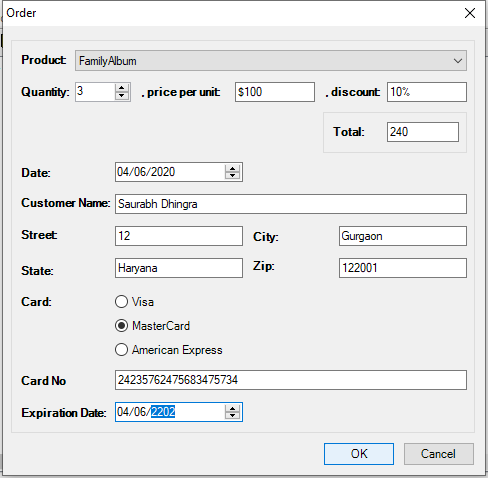 Order
Product: FamilyAlbum
Quantity: 3 , price per unit: $100 , discount: 10%
Total: 240
Date: 04/06/2020
Customer Name: Saurabh Dhingra
Street: 12 City: Gurgaon
State: Haryana Zip: 122001
Card: Visa
MasterCard
American Express
Card No 24235762475683475734
Expiration Date: 04/06/2202
OK Cancel